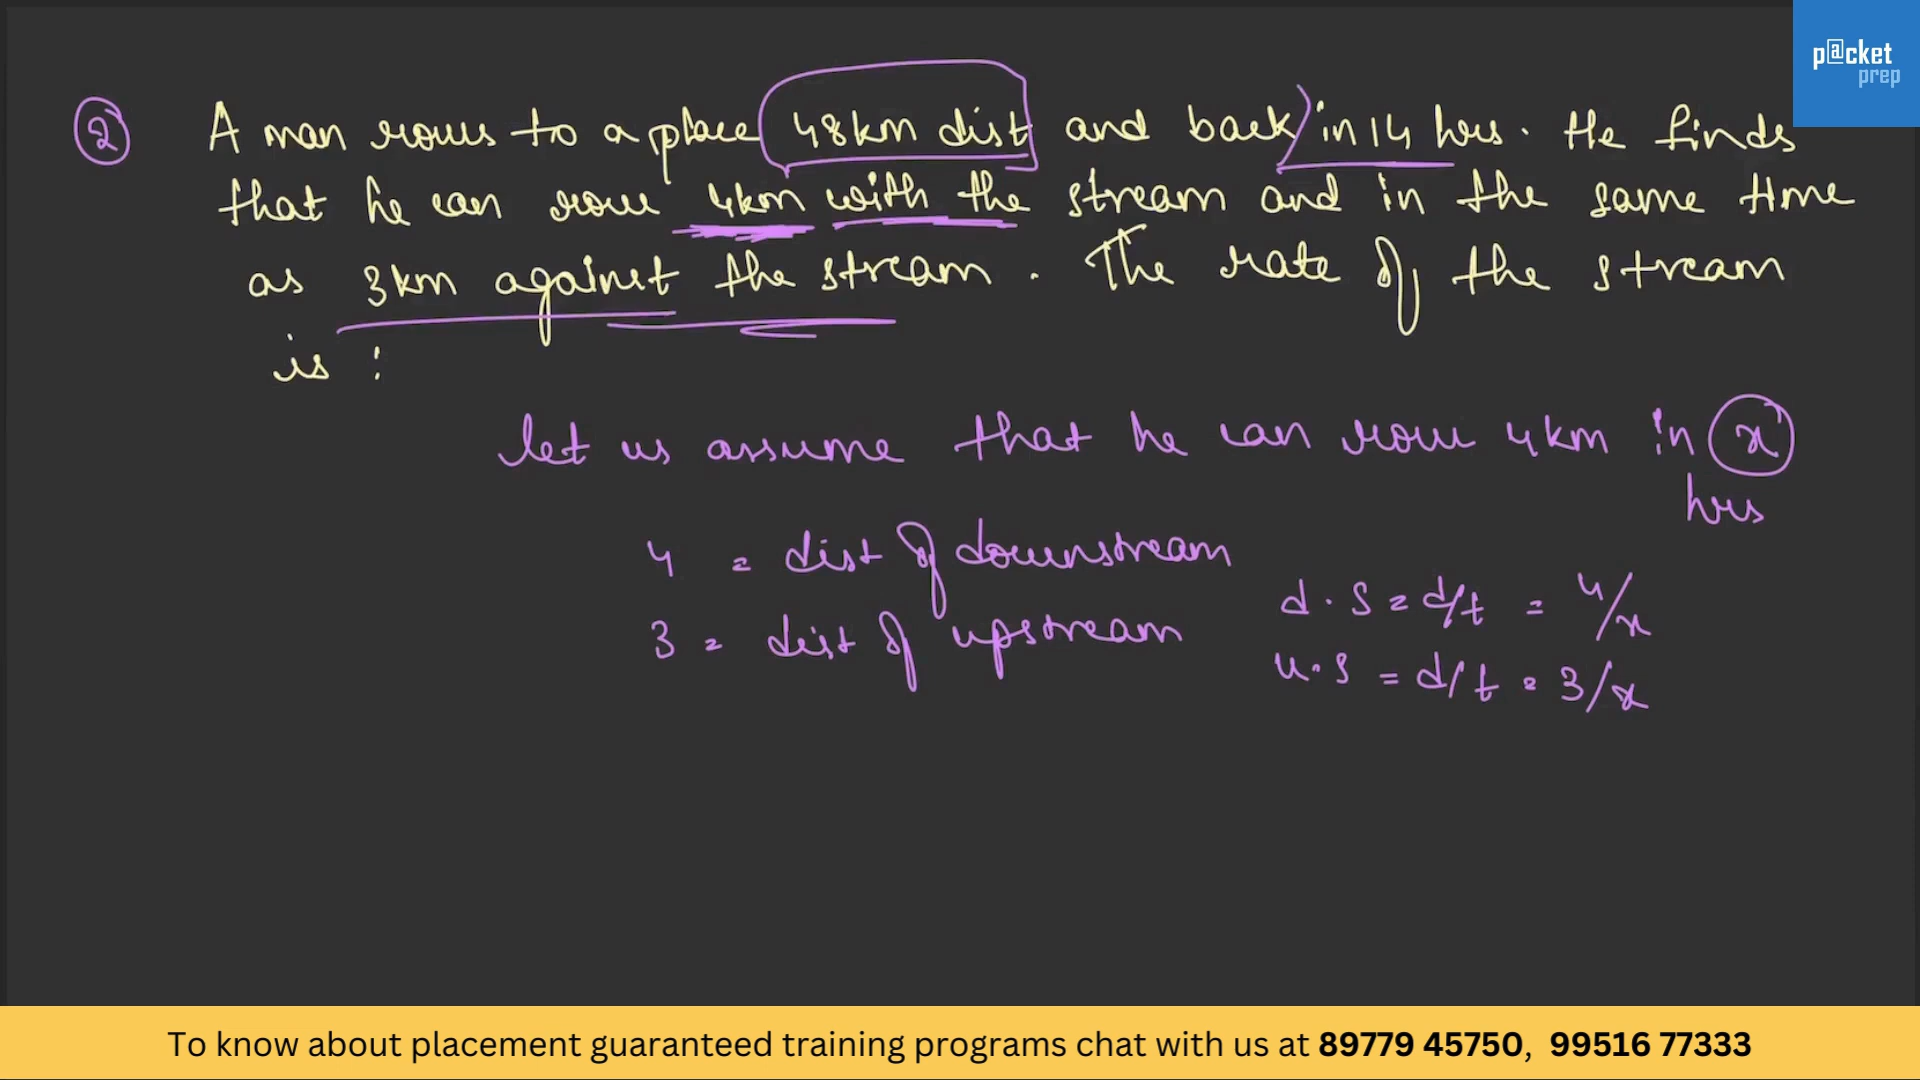 p@cket
prep
2 A man rows to a place 48km dist and back in 14 hrs. He finds
that he can row 4km with the stream and in the same time
as 3km against the stream. The rate of the stream
is :
let us assume that he can row 4km in x
hrs
4 = dist of downstream
3 = dist of upstream
d.s = d/t = 4/x
u.s = d/t = 3/x
To know about placement guaranteed training programs chat with us at 89779 45750, 99516 77333